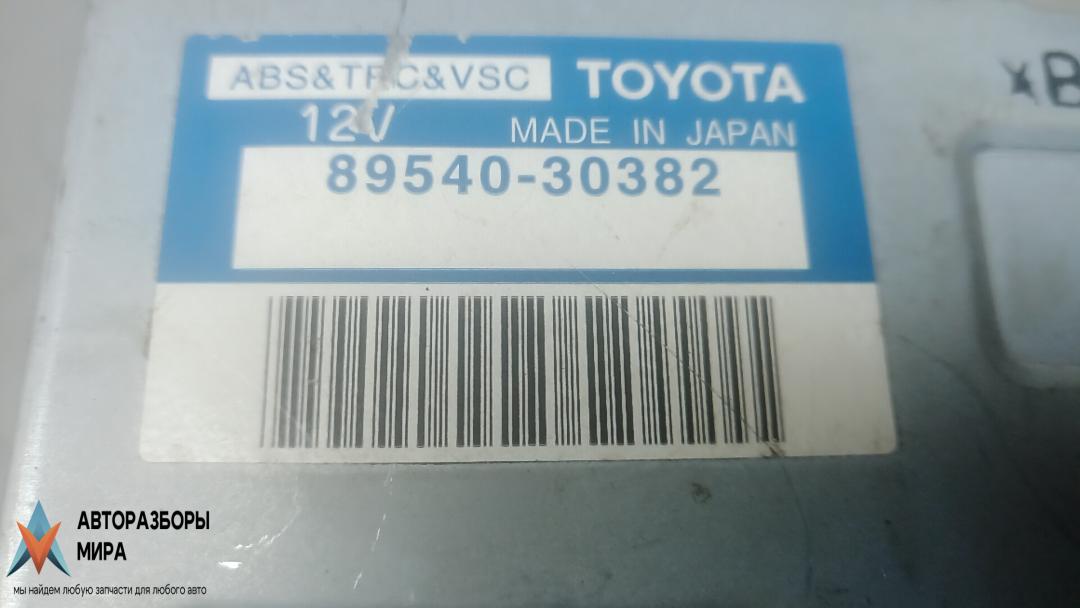 ABS&TRC&VSC TOYOTA
12V MADE IN JAPAN
89540-30382
*B
АВТОРАЗБОРЫ
МИРА
мы найдем любую запчасти для любого авто